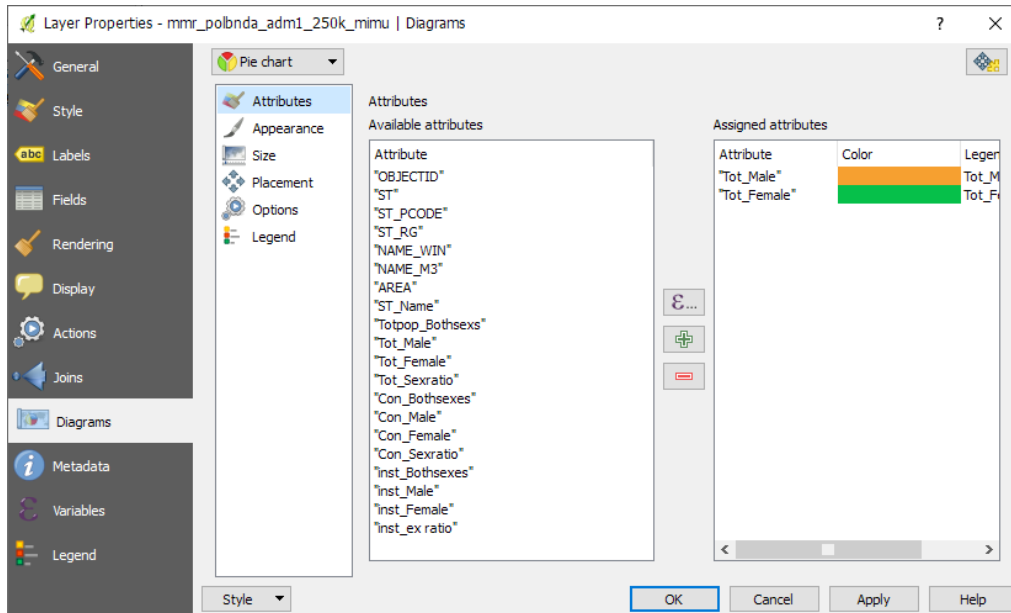 Layer Properties - mmr_polbnda_adm1_250k_mimu | Diagrams
?
General
Style
abc Labels
Fields
Rendering
Display
Actions
Joins
Diagrams
Metadata
Variables
Legend
Pie chart
Attributes
Appearance
Size
Placement
Options
Legend
Attributes
Available attributes
Attribute
"OBJECTID"
"ST"
"ST_PCODE"
"ST_RG"
"NAME_WIN"
"NAME_M3"
"AREA"
"ST_Name"
"Totpop_Bothsexs"
"Tot_Male"
"Tot_Female"
"Tot_Sexratio"
"Con_Bothsexes"
"Con_Male"
"Con_Female"
"Con_Sexratio"
"inst_Bothsexes"
"inst_Male"
"inst_Female"
"inst_ex ratio"
ε...
Assigned attributes
Attribute Color Legen
"Tot_Male" Tot_M
"Tot_Female" Tot_Fe
Style
OK Cancel Apply Help